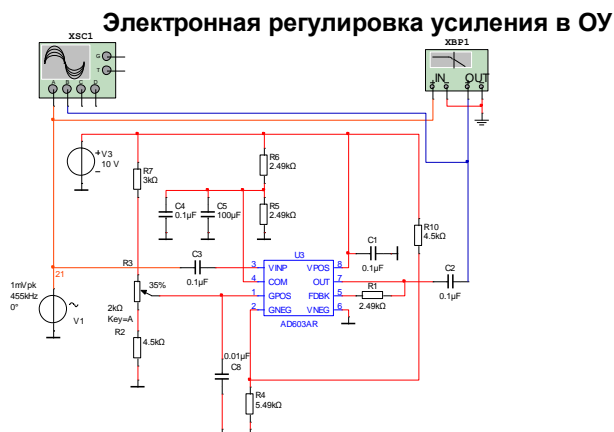 Электронная регулировка усиления в ОУ
XSC1
G
T
A B C D
XBP1
IN OUT
V3
10 V
R7
3kΩ
R6
2.49kΩ
C4
0.1µF
C5
100µF
R5
2.49kΩ
R10
4.5kΩ
21
R3
C3
0.1µF
U3
3 VINP VPOS 8
4 COM OUT 7
1 GPOS FDBK 5
2 GNEG VNEG 6
AD603AR
C1
0.1µF
C2
0.1µF
R1
2.49kΩ
1mVpk
455kHz
0°
V1
35%
2kΩ
Key=A
R2
4.5kΩ
0.01µF
C8
R4
5.49kΩ